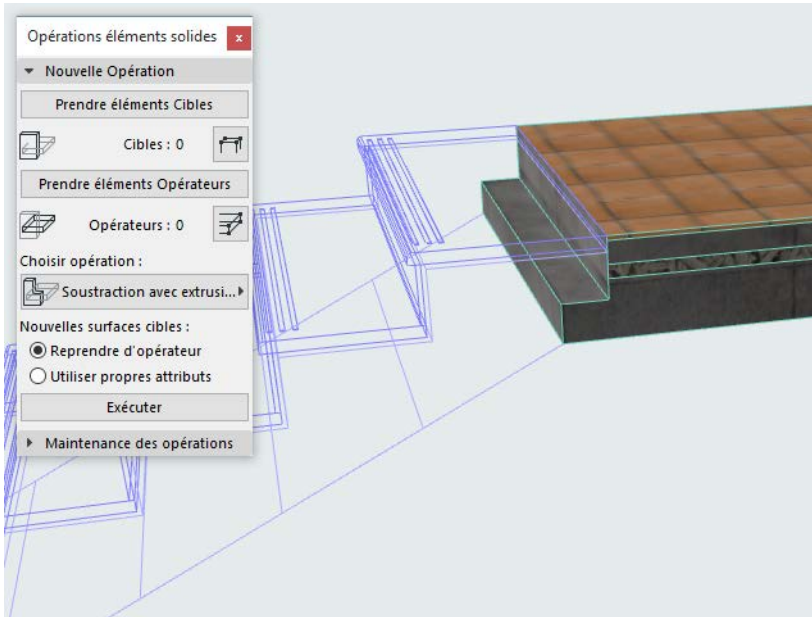 Opérations éléments solides x
Nouvelle Opération
Prendre éléments Cibles
Cibles : 0
Prendre éléments Opérateurs
Opérateurs : 0
Choisir opération :
Soustraction avec extrusi...
Nouvelles surfaces cibles :
Reprendre d'opérateur
Utiliser propres attributs
Exécuter
Maintenance des opérations